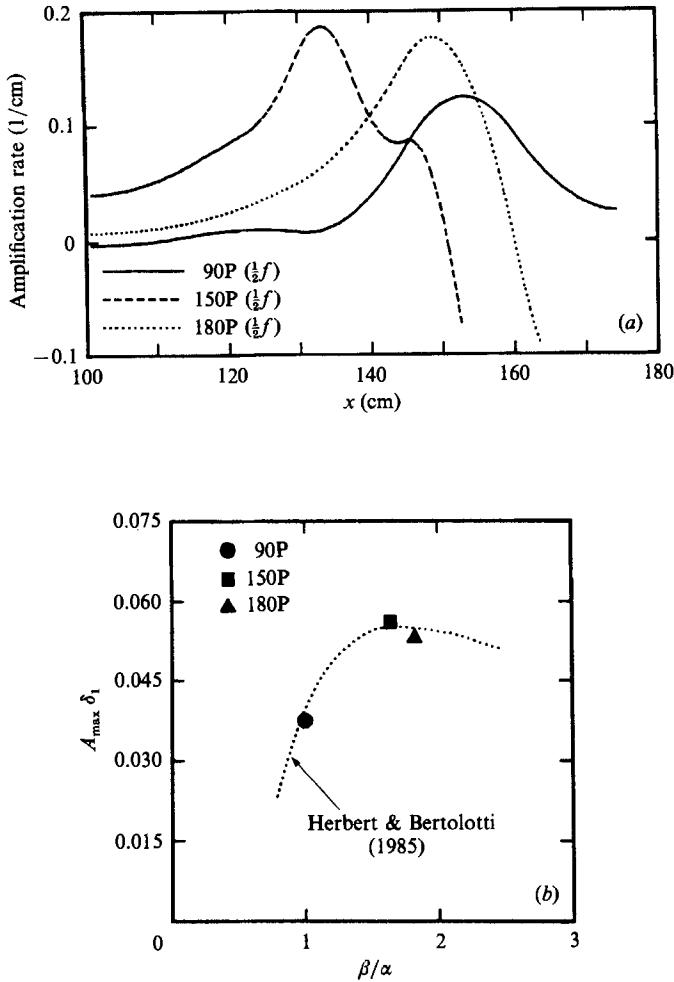 0.2
0.1
0
−0.1
Amplification rate (1/cm)
90P (½f)
150P (½f)
180P (½f)
(a)
100 120 140 160 180
x (cm)
0.075
0.060
0.045
0.030
0.015
0
A_max δ₁
90P
150P
180P
Herbert & Bertolotti
(1985)
(b)
1 2 3
β/α